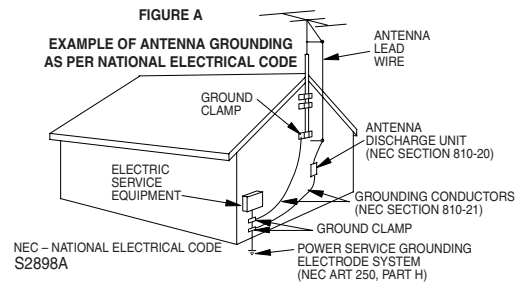 FIGURE A
EXAMPLE OF ANTENNA GROUNDING
AS PER NATIONAL ELECTRICAL CODE
ANTENNA
LEAD
WIRE
GROUND
CLAMP
ANTENNA
DISCHARGE UNIT
(NEC SECTION 810-20)
ELECTRIC
SERVICE
EQUIPMENT
GROUNDING CONDUCTORS
(NEC SECTION 810-21)
GROUND CLAMP
POWER SERVICE GROUNDING
ELECTRODE SYSTEM
(NEC ART 250, PART H)
NEC – NATIONAL ELECTRICAL CODE
S2898A